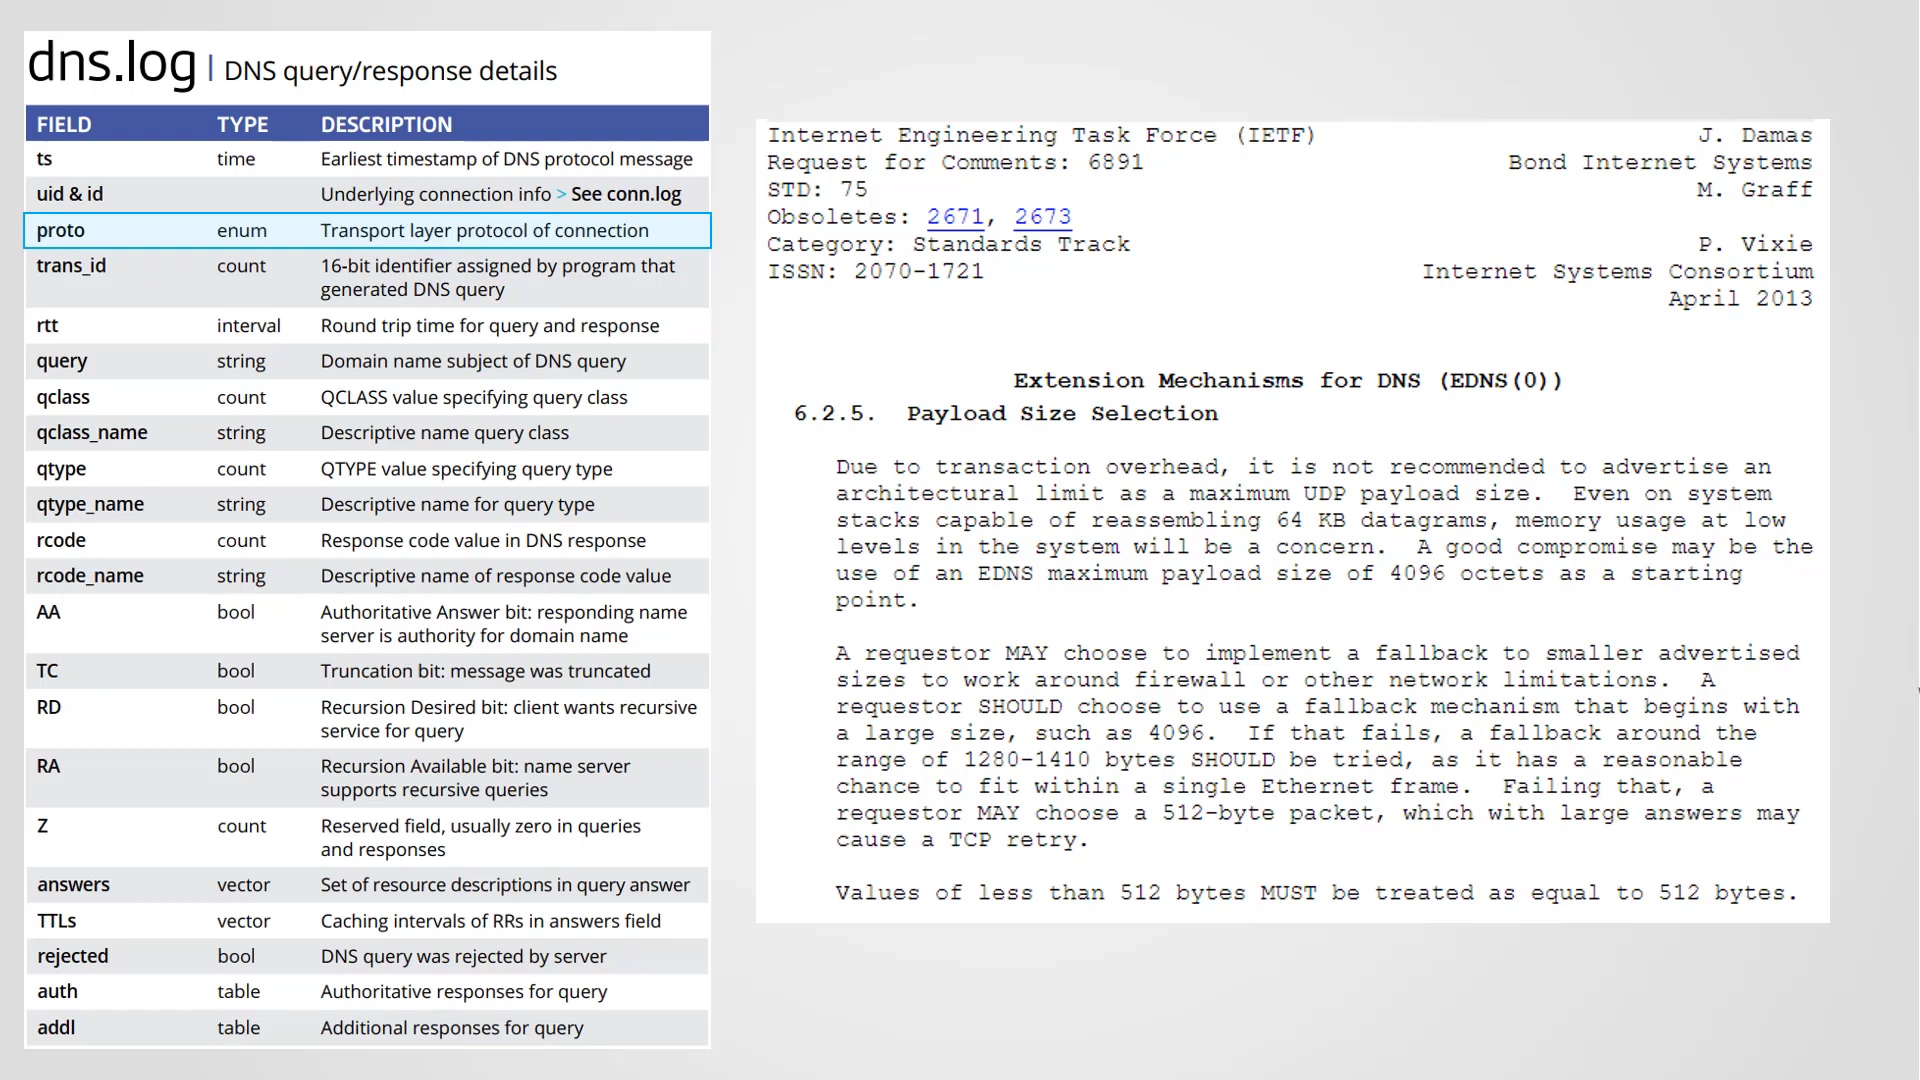 dns.log | DNS query/response details
FIELD TYPE DESCRIPTION
ts time Earliest timestamp of DNS protocol message
uid & id Underlying connection info > See conn.log
proto enum Transport layer protocol of connection
trans_id count 16-bit identifier assigned by program that
generated DNS query
rtt interval Round trip time for query and response
query string Domain name subject of DNS query
qclass count QCLASS value specifying query class
qclass_name string Descriptive name query class
qtype count QTYPE value specifying query type
qtype_name string Descriptive name for query type
rcode count Response code value in DNS response
rcode_name string Descriptive name of response code value
AA bool Authoritative Answer bit: responding name
server is authority for domain name
TC bool Truncation bit: message was truncated
RD bool Recursion Desired bit: client wants recursive
service for query
RA bool Recursion Available bit: name server
supports recursive queries
Z count Reserved field, usually zero in queries
and responses
answers vector Set of resource descriptions in query answer
TTLs vector Caching intervals of RRs in answers field
rejected bool DNS query was rejected by server
auth table Authoritative responses for query
addl table Additional responses for query
Internet Engineering Task Force (IETF) J. Damas
Request for Comments: 6891 Bond Internet Systems
STD: 75 M. Graff
Obsoletes: 2671, 2673
Category: Standards Track P. Vixie
ISSN: 2070-1721 Internet Systems Consortium
April 2013
Extension Mechanisms for DNS (EDNS(0))
6.2.5. Payload Size Selection
Due to transaction overhead, it is not recommended to advertise an
architectural limit as a maximum UDP payload size. Even on system
stacks capable of reassembling 64 KB datagrams, memory usage at low
levels in the system will be a concern. A good compromise may be the
use of an EDNS maximum payload size of 4096 octets as a starting
point.
A requestor MAY choose to implement a fallback to smaller advertised
sizes to work around firewall or other network limitations. A
requestor SHOULD choose to use a fallback mechanism that begins with
a large size, such as 4096. If that fails, a fallback around the
range of 1280-1410 bytes SHOULD be tried, as it has a reasonable
chance to fit within a single Ethernet frame. Failing that, a
requestor MAY choose a 512-byte packet, which with large answers may
cause a TCP retry.
Values of less than 512 bytes MUST be treated as equal to 512 bytes.